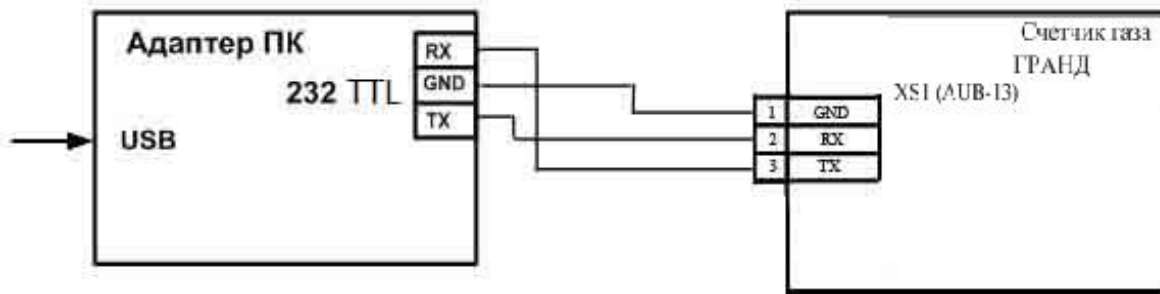 Адаптер ПК
232 TTL
USB
RX
GND
TX
Счетчик газа
ГРАНД
XS1 (AUB-13)
1 GND
2 RX
3 TX